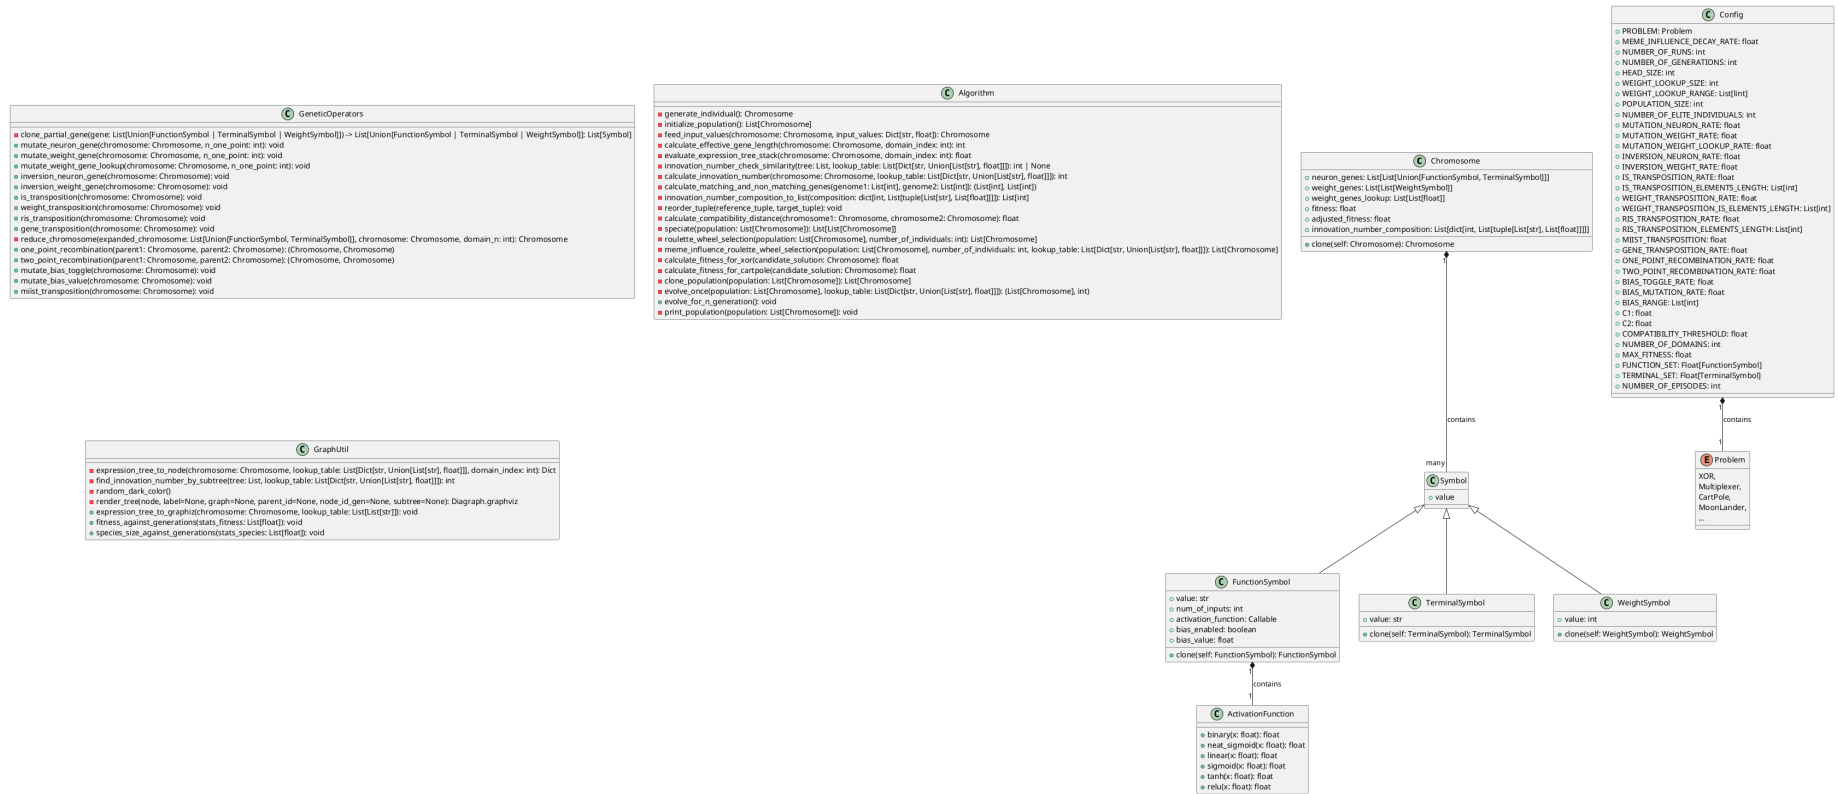 GeneticOperators
clone_partial_gene(gene: List[Union[FunctionSymbol | TerminalSymbol | WeightSymbol]]) -> List[Union[FunctionSymbol | TerminalSymbol | WeightSymbol]]: List[Symbol]
mutate_neuron_gene(chromosome: Chromosome, n_one_point: int): void
mutate_weight_gene(chromosome: Chromosome, n_one_point: int): void
mutate_weight_gene_lookup(chromosome: Chromosome, n_one_point: int): void
inversion_neuron_gene(chromosome: Chromosome): void
inversion_weight_gene(chromosome: Chromosome): void
is_transposition(chromosome: Chromosome): void
weight_transposition(chromosome: Chromosome): void
ris_transposition(chromosome: Chromosome): void
gene_transposition(chromosome: Chromosome): void
reduce_chromosome(expanded_chromosome: List[Union[FunctionSymbol, TerminalSymbol]], chromosome: Chromosome, domain_n: int): Chromosome
one_point_recombination(parent1: Chromosome, parent2: Chromosome): (Chromosome, Chromosome)
two_point_recombination(parent1: Chromosome, parent2: Chromosome): (Chromosome, Chromosome)
mutate_bias_toggle(chromosome: Chromosome): void
mutate_bias_value(chromosome: Chromosome): void
miist_transposition(chromosome: Chromosome): void
Algorithm
generate_individual(): Chromosome
initialize_population(): List[Chromosome]
feed_input_values(chromosome: Chromosome, input_values: Dict[str, float]): Chromosome
calculate_effective_gene_length(chromosome: Chromosome, domain_index: int): int
evaluate_expression_tree_stack(chromosome: Chromosome, domain_index: int): float
innovation_number_check_similarity(tree: List, lookup_table: List[Dict[str, Union[List[str], float]]]): int | None
calculate_innovation_number(chromosome: Chromosome, lookup_table: List[Dict[str, Union[List[str], float]]]): int
calculate_matching_and_non_matching_genes(genome1: List[int], genome2: List[int]): (List[int], List[int])
innovation_number_composition_to_list(composition: dict[int, List[tuple[List[str], List[float]]]]): List[int]
reorder_tuple(reference_tuple, target_tuple): void
calculate_compatibility_distance(chromosome1: Chromosome, chromosome2: Chromosome): float
speciate(population: List[Chromosome]): List[List[Chromosome]]
roulette_wheel_selection(population: List[Chromosome], number_of_individuals: int): List[Chromosome]
meme_influence_roulette_wheel_selection(population: List[Chromosome], number_of_individuals: int, lookup_table: List[Dict[str, Union[List[str], float]]]): List[Chromosome]
calculate_fitness_for_xor(candidate_solution: Chromosome): float
calculate_fitness_for_cartpole(candidate_solution: Chromosome): float
clone_population(population: List[Chromosome]): List[Chromosome]
evolve_once(population: List[Chromosome], lookup_table: List[Dict[str, Union[List[str], float]]]): (List[Chromosome], int)
evolve_for_n_generation(): void
print_population(population: List[Chromosome]): void
Chromosome
neuron_genes: List[List[Union[FunctionSymbol, TerminalSymbol]]]
weight_genes: List[List[WeightSymbol]]
weight_genes_lookup: List[List[float]]
fitness: float
adjusted_fitness: float
innovation_number_composition: List[dict[int, List[tuple[List[str], List[float]]]]]
clone(self: Chromosome): Chromosome
Config
PROBLEM: Problem
MEME_INFLUENCE_DECAY_RATE: float
NUMBER_OF_RUNS: int
NUMBER_OF_GENERATIONS: int
HEAD_SIZE: int
WEIGHT_LOOKUP_SIZE: int
WEIGHT_LOOKUP_RANGE: List[lint]
POPULATION_SIZE: int
NUMBER_OF_ELITE_INDIVIDUALS: int
MUTATION_NEURON_RATE: float
MUTATION_WEIGHT_RATE: float
MUTATION_WEIGHT_LOOKUP_RATE: float
INVERSION_NEURON_RATE: float
INVERSION_WEIGHT_RATE: float
IS_TRANSPOSITION_RATE: float
IS_TRANSPOSITION_ELEMENTS_LENGTH: List[int]
WEIGHT_TRANSPOSITION_RATE: float
WEIGHT_TRANSPOSITION_IS_ELEMENTS_LENGTH: List[int]
RIS_TRANSPOSITION_RATE: float
RIS_TRANSPOSITION_ELEMENTS_LENGTH: List[int]
MIIST_TRANSPOSITION: float
GENE_TRANSPOSITION_RATE: float
ONE_POINT_RECOMBINATION_RATE: float
TWO_POINT_RECOMBINATION_RATE: float
BIAS_TOGGLE_RATE: float
BIAS_MUTATION_RATE: float
BIAS_RANGE: List[int]
C1: float
C2: float
COMPATIBILITY_THRESHOLD: float
NUMBER_OF_DOMAINS: int
MAX_FITNESS: float
FUNCTION_SET: Float[FunctionSymbol]
TERMINAL_SET: Float[TerminalSymbol]
NUMBER_OF_EPISODES: int
1
contains
many
1
contains
1
GraphUtil
expression_tree_to_node(chromosome: Chromosome, lookup_table: List[Dict[str, Union[List[str], float]]], domain_index: int): Dict
find_innovation_number_by_subtree(tree: List, lookup_table: List[Dict[str, Union[List[str], float]]]): int
random_dark_color()
render_tree(node, label=None, graph=None, parent_id=None, node_id_gen=None, subtree=None): Diagraph.graphviz
expression_tree_to_graphiz(chromosome: Chromosome, lookup_table: List[List[str]]): void
fitness_against_generations(stats_fitness: List[float]): void
species_size_against_generations(stats_species: List[float]): void
Symbol
value
Problem
XOR,
Multiplexer,
CartPole,
MoonLander,
...
FunctionSymbol
value: str
num_of_inputs: int
activation_function: Callable
bias_enabled: boolean
bias_value: float
clone(self: FunctionSymbol): FunctionSymbol
TerminalSymbol
value: str
clone(self: TerminalSymbol): TerminalSymbol
WeightSymbol
value: int
clone(self: WeightSymbol): WeightSymbol
1
contains
1
ActivationFunction
binary(x: float): float
neat_sigmoid(x: float): float
linear(x: float): float
sigmoid(x: float): float
tanh(x: float): float
relu(x: float): float